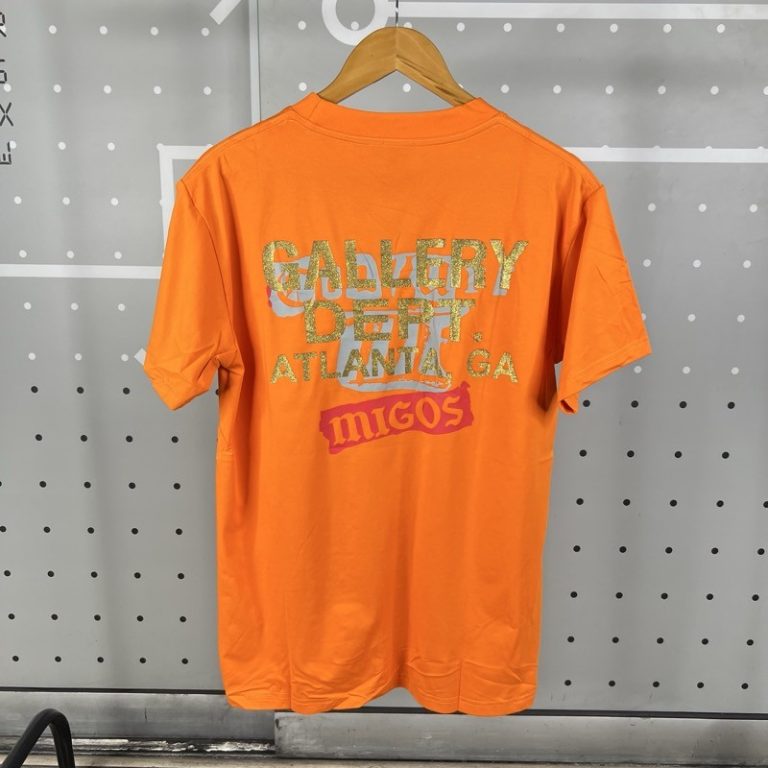 GALLERY
DEPT.
ATLANTA, GA
MIGOS